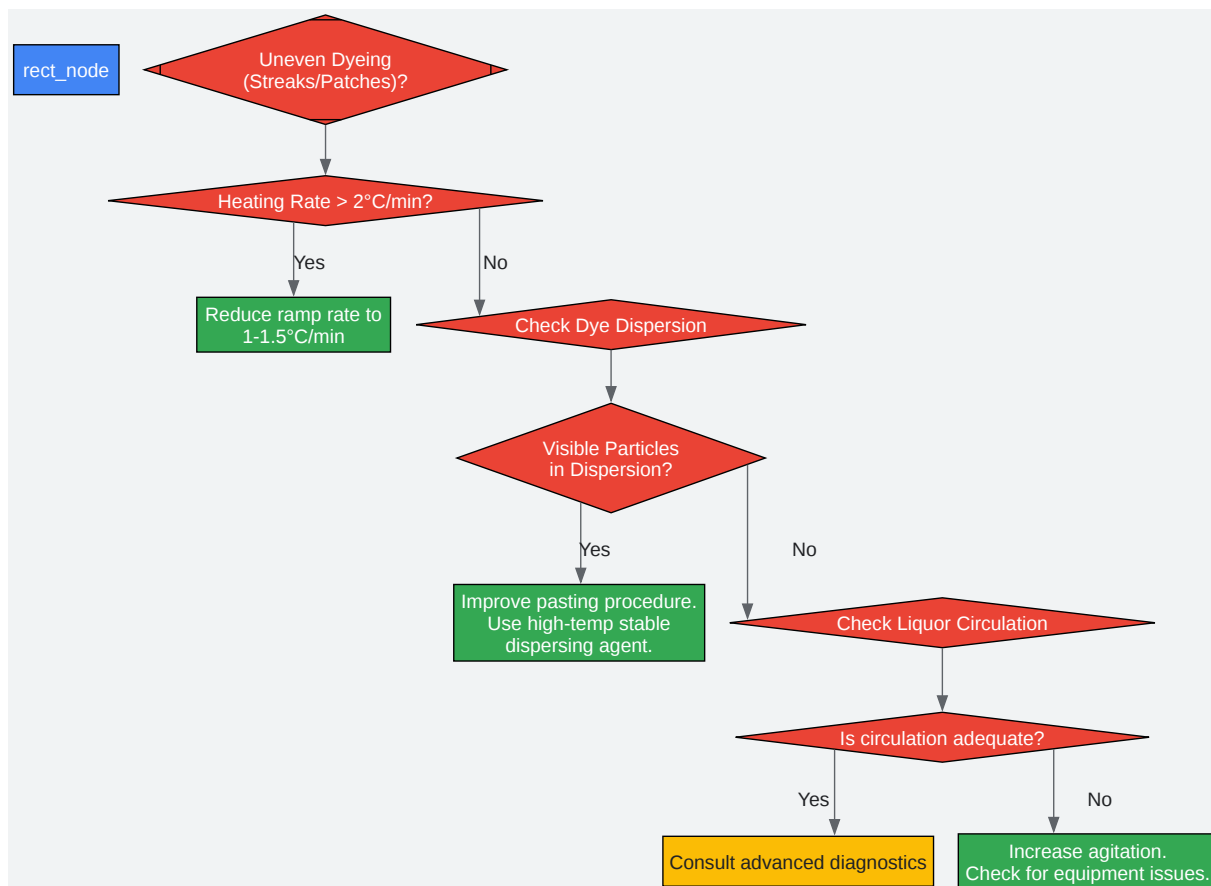 rect_node
Uneven Dyeing
(Streaks/Patches)?
Heating Rate > 2°C/min?
Yes
No
Reduce ramp rate to
1-1.5°C/min
Check Dye Dispersion
Visible Particles
in Dispersion?
Yes
No
Improve pasting procedure.
Use high-temp stable
dispersing agent.
Check Liquor Circulation
Is circulation adequate?
Yes
No
Consult advanced diagnostics
Increase agitation.
Check for equipment issues.